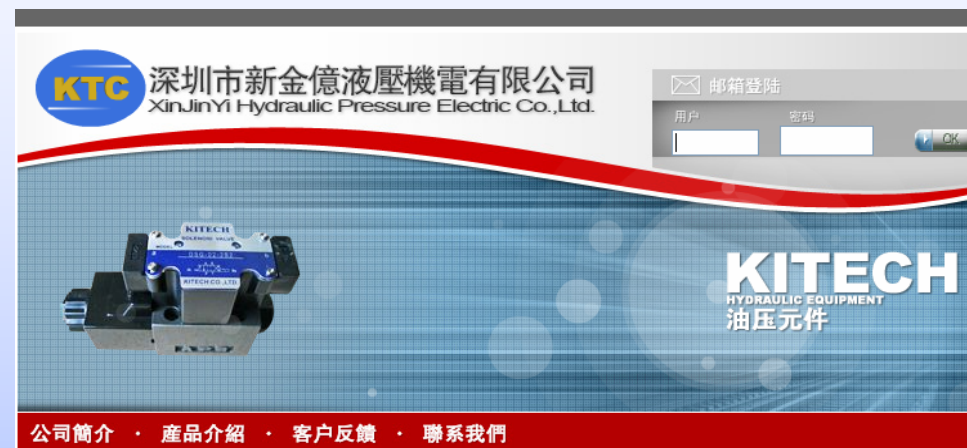 KTC
深圳市新金億液壓機電有限公司
XinJinYi Hydraulic Pressure Electric Co.,Ltd.
邮箱登陆
用户
密码
OK
KITECH
SOLENOID VALVE
KITECH CO.,LTD
KITECH
HYDRAULIC EQUIPMENT
油压元件
公司簡介 · 産品介紹 · 客户反饋 · 聯系我們